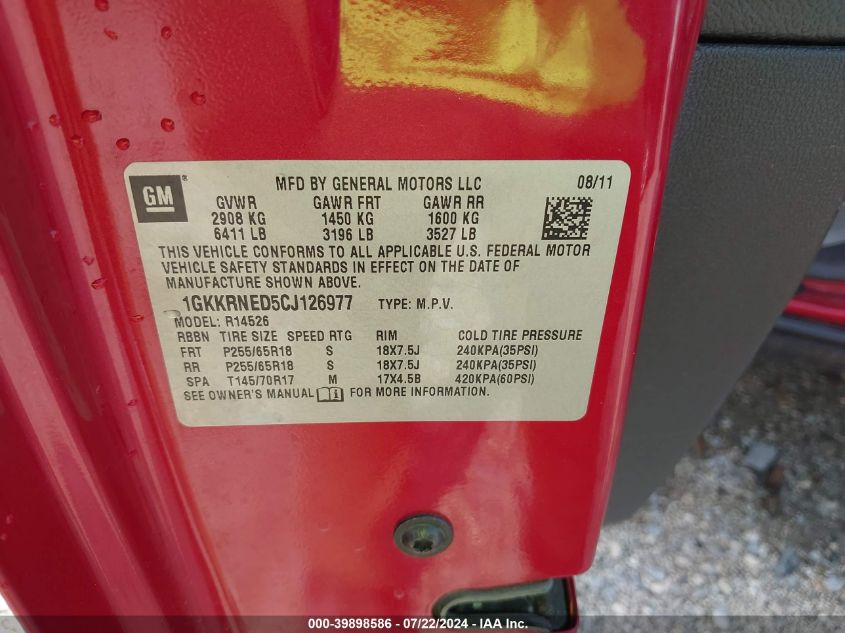 GM
MFD BY GENERAL MOTORS LLC 08/11
GVWR GAWR FRT GAWR RR
2908 KG 1450 KG 1600 KG
6411 LB 3196 LB 3527 LB
THIS VEHICLE CONFORMS TO ALL APPLICABLE U.S. FEDERAL MOTOR
VEHICLE SAFETY STANDARDS IN EFFECT ON THE DATE OF
MANUFACTURE SHOWN ABOVE.
1GKKRNED5CJ126977 TYPE: M.P.V.
MODEL: R14526
RBBN TIRE SIZE SPEED RTG RIM COLD TIRE PRESSURE
FRT P255/65R18 S 18X7.5J 240KPA(35PSI)
RR P255/65R18 S 18X7.5J 240KPA(35PSI)
SPA T145/70R17 M 17X4.5B 420KPA(60PSI)
SEE OWNER'S MANUAL i FOR MORE INFORMATION.
000-39898586 - 07/22/2024 - IAA Inc.